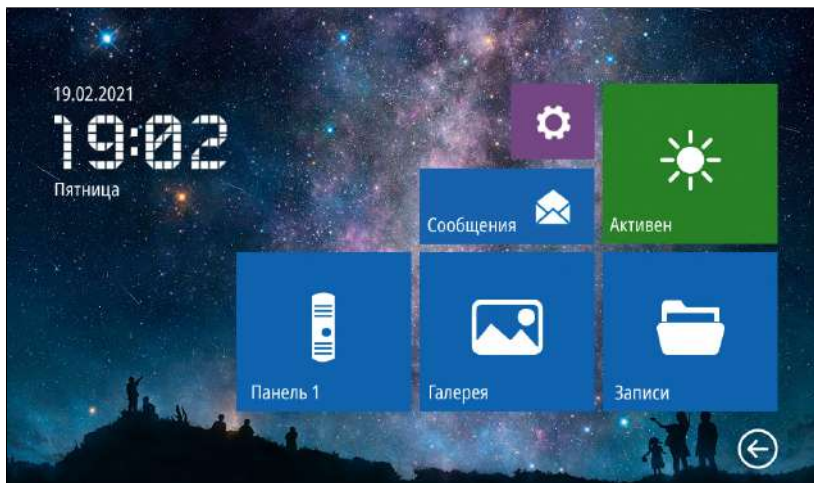 19.02.2021
19:02
Пятница
Сообщения
Активен
Панель 1
Галерея
Записи